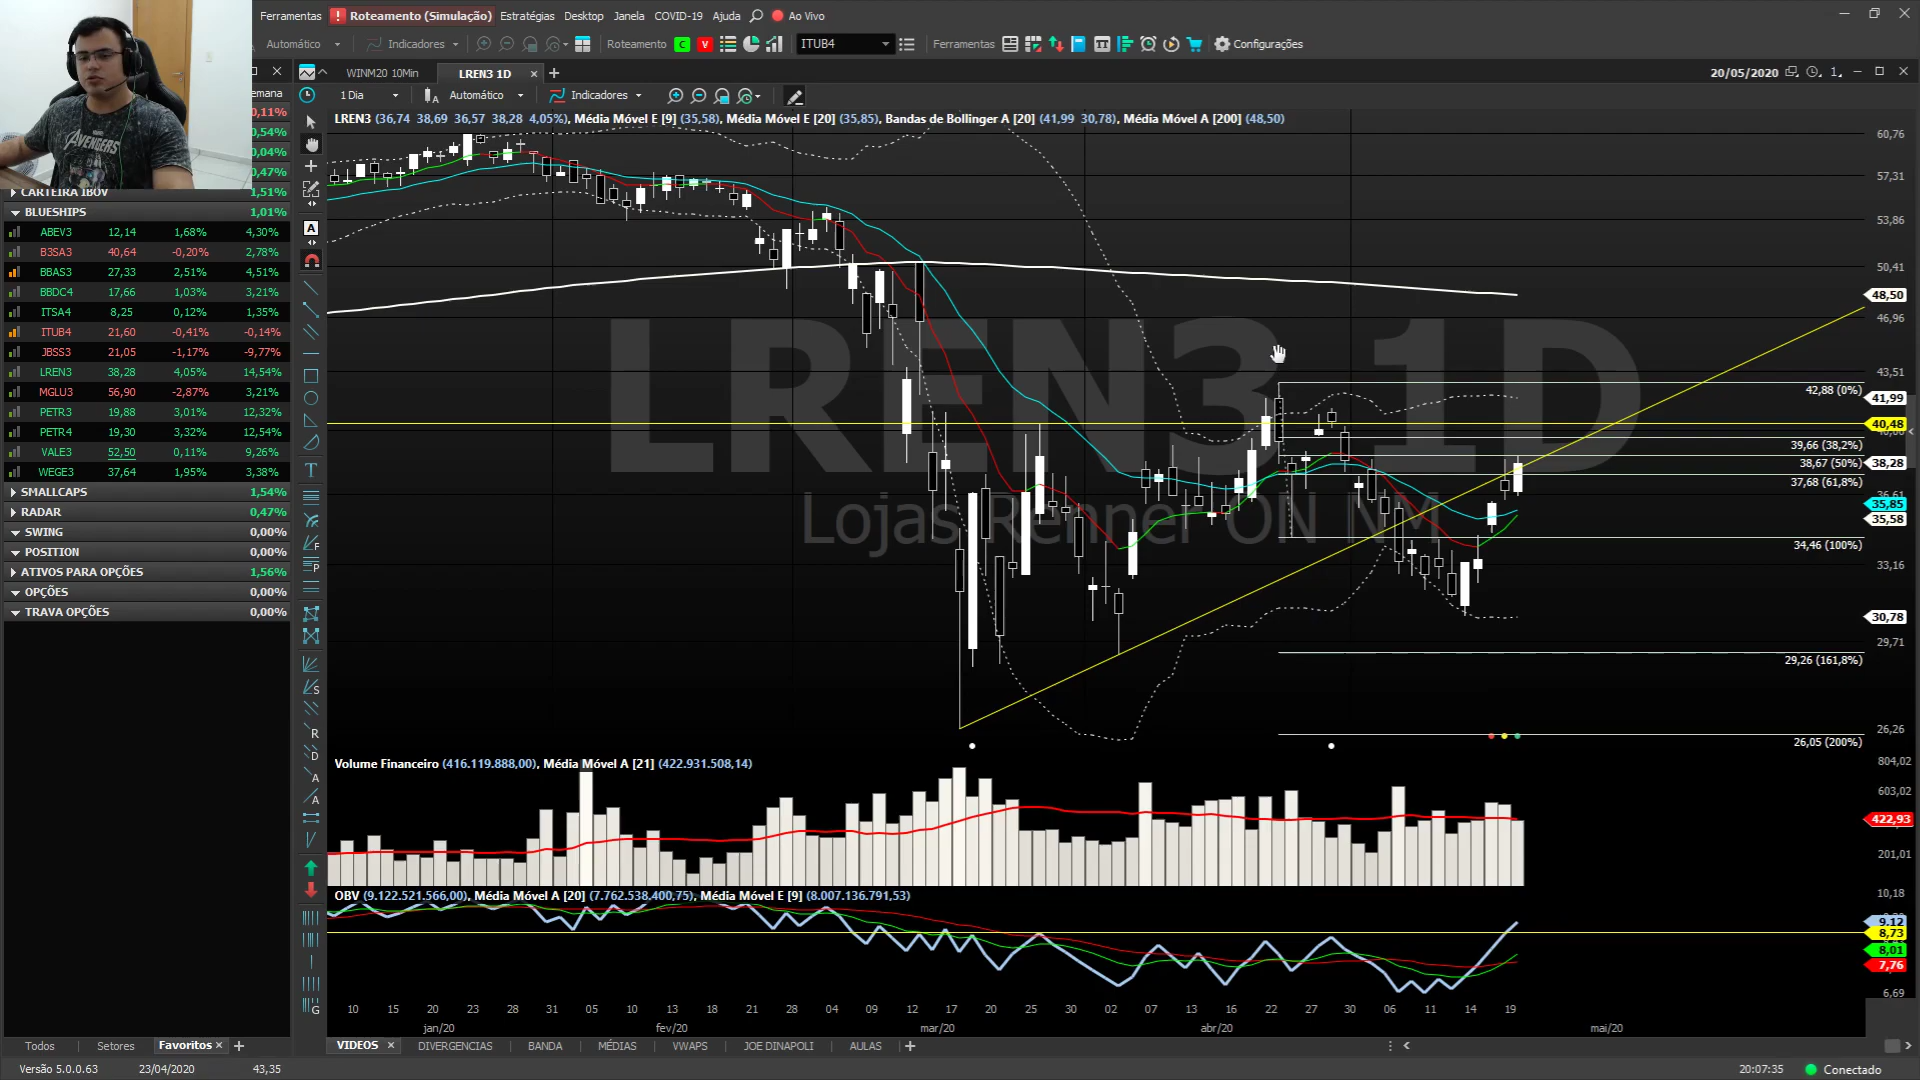 Ferramentas ! Roteamento (Simulação) Estratégias Desktop Janela COVID-19 Ajuda Ao Vivo
Automático Indicadores Roteamento C V ITUB4 Ferramentas Configurações
WINM20 10Min LREN3 1D × + 20/05/2020 1
1 Dia Automático Indicadores
LREN3 (36,74 38,69 36,57 38,28 4,05%), Média Móvel E [9] (35,58), Média Móvel E [20] (35,85), Bandas de Bollinger A [20] (41,99 30,78), Média Móvel A [200] (48,50)
AVENGERS
emana
0,11%
0,54%
0,04%
0,47%
CARTEIRA IBOV 1,51%
BLUESHIPS 1,01%
ABEV3 12,14 1,68% 4,30%
B3SA3 40,64 -0,20% 2,78%
BBAS3 27,33 2,51% 4,51%
BBDC4 17,66 1,03% 3,21%
ITSA4 8,25 0,12% 1,35%
ITUB4 21,60 -0,41% -0,14%
JBSS3 21,05 -1,17% -9,77%
LREN3 38,28 4,05% 14,54%
MGLU3 56,90 -2,87% 3,21%
PETR3 19,88 3,01% 12,32%
PETR4 19,30 3,32% 12,54%
VALE3 52,50 0,11% 9,26%
WEGE3 37,64 1,95% 3,38%
SMALLCAPS 1,54%
RADAR 0,47%
SWING 0,00%
POSITION 0,00%
ATIVOS PARA OPÇÕES 1,56%
OPÇÕES 0,00%
TRAVA OPÇÕES 0,00%
LREN3 1D
Lojas Renner ON NM
60,76
57,31
53,86
50,41
48,50
46,96
43,51
42,88 (0%)
41,99
40,48
39,66 (38,2%)
38,67 (50%)
38,28
37,68 (61,8%)
36,61
35,85
35,58
34,46 (100%)
33,16
30,78
29,71
29,26 (161,8%)
26,26
26,05 (200%)
Volume Financeiro (416.119.888,00), Média Móvel A [21] (422.931.508,14)
804,02
603,02
422,93
201,01
OBV (9.122.521.566,00), Média Móvel A [20] (7.762.538.400,75), Média Móvel E [9] (8.007.136.791,53)
10,18
9,12
8,73
8,01
7,76
6,69
10 15 20 23 28 31 05 10 13 18 21 28 04 09 12 17 20 25 30 02 07 13 16 22 27 30 06 11 14 19
jan/20 fev/20 mar/20 abr/20 mai/20
Todos Setores Favoritos × + VIDEOS × DIVERGENCIAS BANDA MÉDIAS VWAPS JOE DINAPOLI AULAS +
Versão 5.0.0.63 23/04/2020 43,35 20:07:35 Conectado